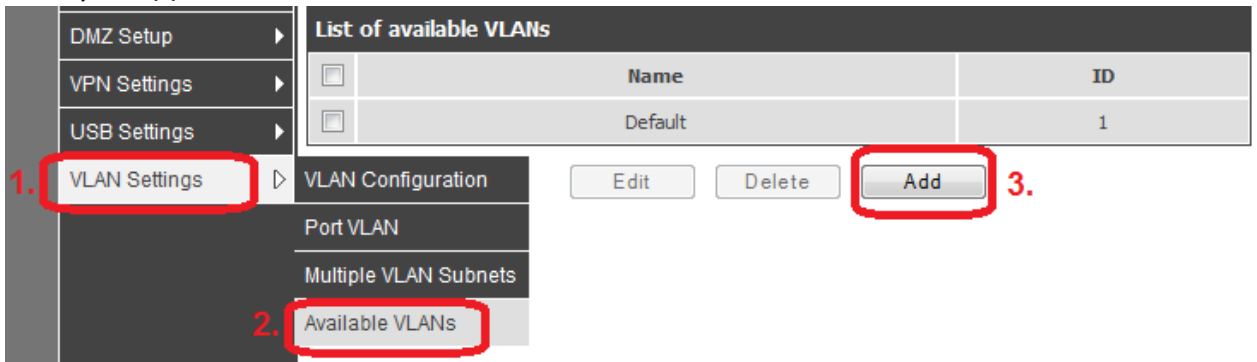 DMZ Setup
List of available VLANs
VPN Settings
Name ID
USB Settings
Default 1
1. VLAN Settings
VLAN Configuration
Edit Delete Add 3.
Port VLAN
Multiple VLAN Subnets
2. Available VLANs